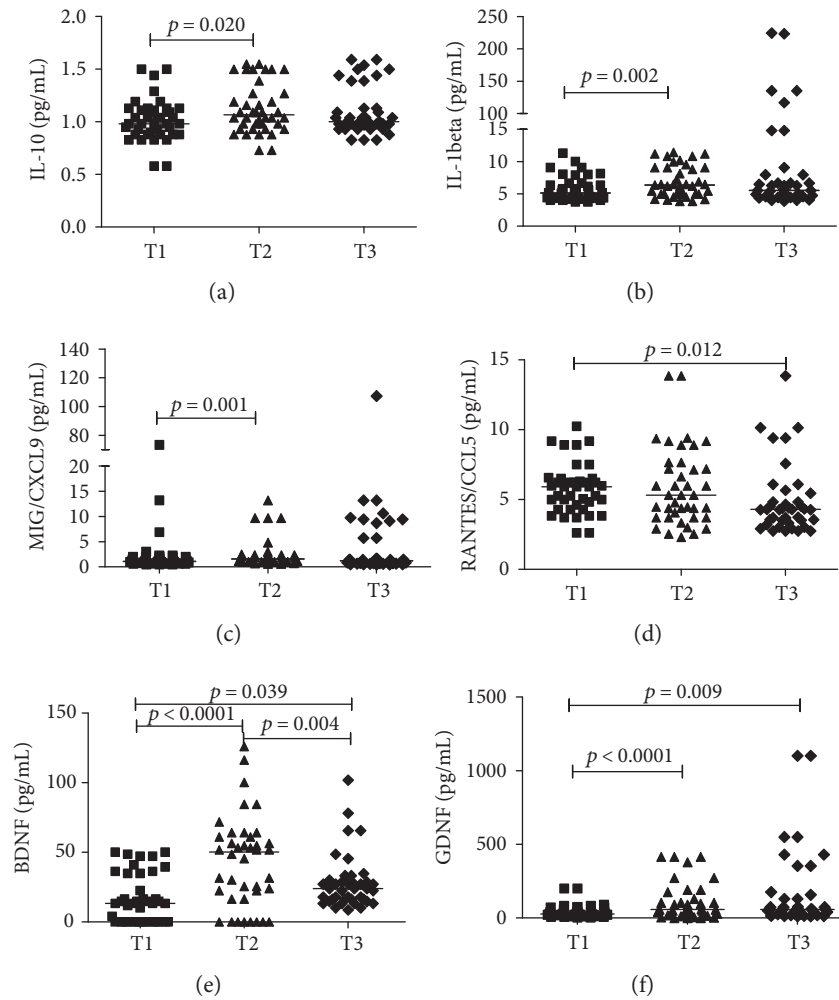 2.0
1.5
1.0
0.5
0.0
IL-10 (pg/mL)
p = 0.020
T1 T2 T3
(a)
250
200
150
100
15
10
5
0
IL-1beta (pg/mL)
p = 0.002
T1 T2 T3
(b)
140
120
100
80
60
20
15
10
5
0
MIG/CXCL9 (pg/mL)
p = 0.001
T1 T2 T3
(c)
15
10
5
0
RANTES/CCL5 (pg/mL)
p = 0.012
T1 T2 T3
(d)
150
100
50
0
BDNF (pg/mL)
p = 0.039
p < 0.0001
p = 0.004
T1 T2 T3
(e)
1500
1000
500
0
GDNF (pg/mL)
p = 0.009
p < 0.0001
T1 T2 T3
(f)